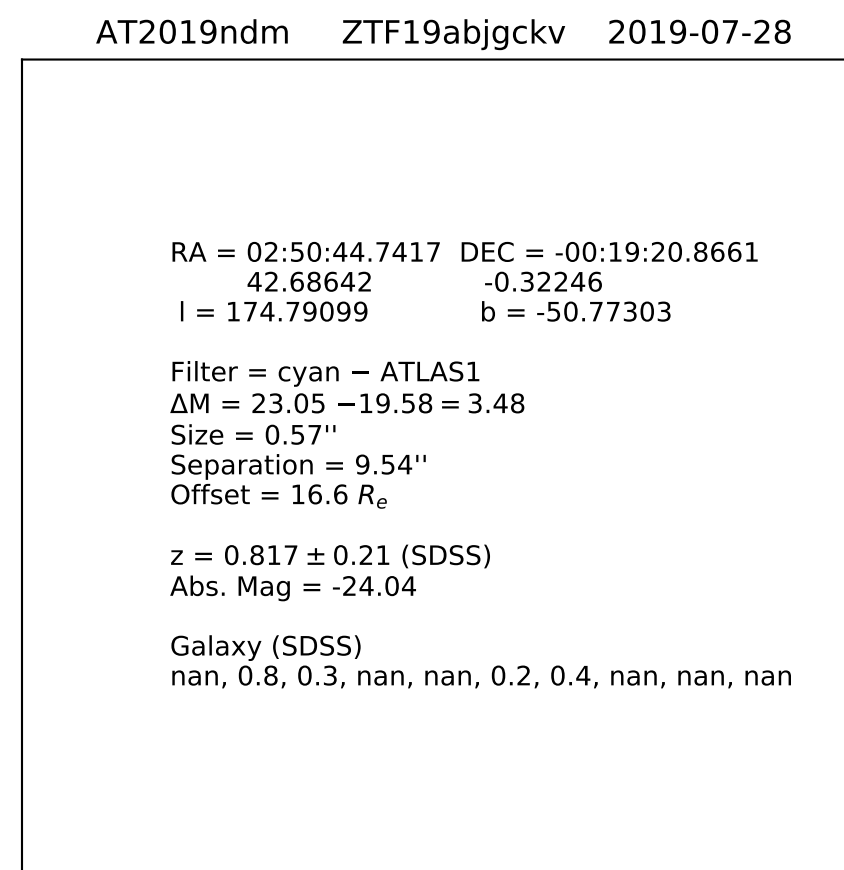 AT2019ndm ZTF19abjgckv 2019-07-28
RA = 02:50:44.7417 DEC = -00:19:20.8661
42.68642 -0.32246
l = 174.79099 b = -50.77303
Filter = cyan − ATLAS1
ΔM = 23.05 −19.58 = 3.48
Size = 0.57''
Separation = 9.54''
Offset = 16.6 Rₑ
z = 0.817 ± 0.21 (SDSS)
Abs. Mag = -24.04
Galaxy (SDSS)
nan, 0.8, 0.3, nan, nan, 0.2, 0.4, nan, nan, nan